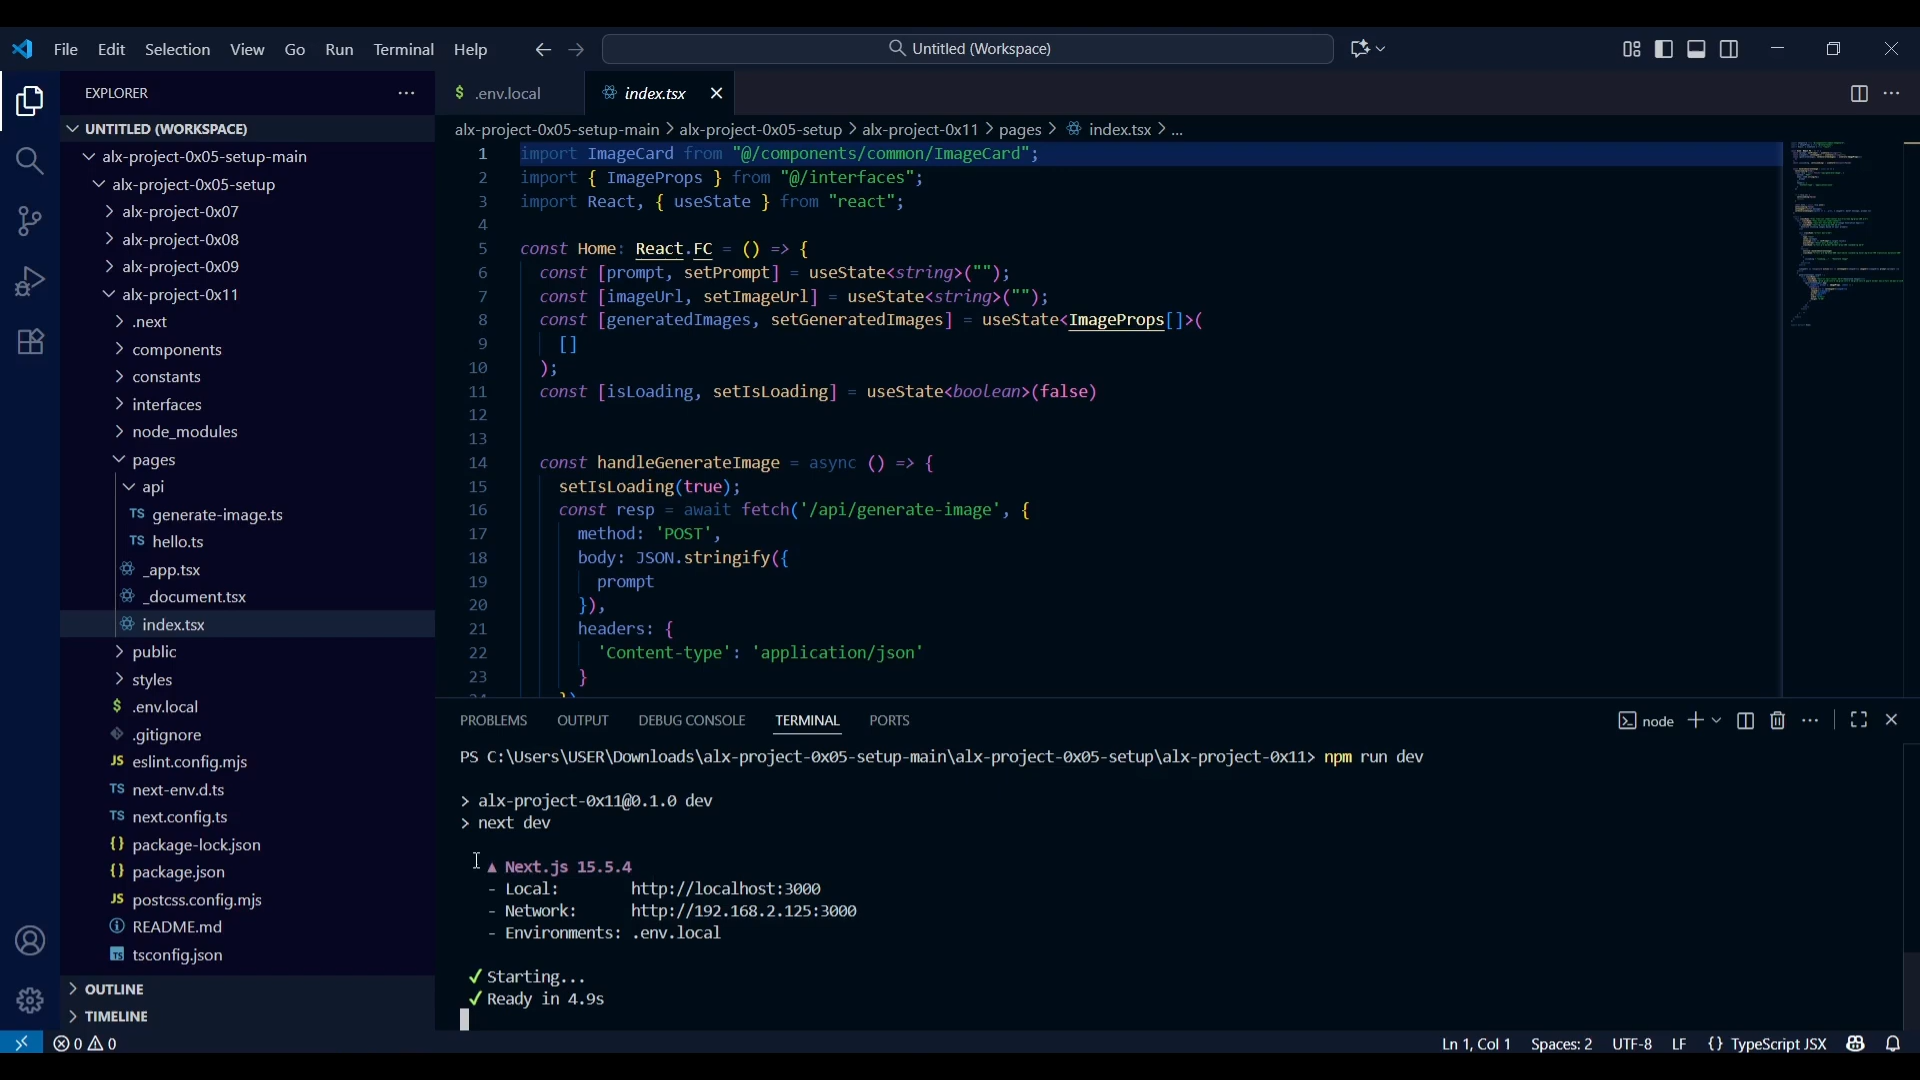 File Edit Selection View Go Run Terminal Help
Untitled (Workspace)
EXPLORER
UNTITLED (WORKSPACE)
alx-project-0x05-setup-main
alx-project-0x05-setup
alx-project-0x07
alx-project-0x08
alx-project-0x09
alx-project-0x11
.next
components
constants
interfaces
node_modules
pages
api
TS generate-image.ts
TS hello.ts
_app.tsx
_document.tsx
index.tsx
public
styles
$ .env.local
.gitignore
JS eslint.config.mjs
TS next-env.d.ts
TS next.config.ts
{} package-lock.json
{} package.json
JS postcss.config.mjs
README.md
TS tsconfig.json
OUTLINE
TIMELINE
$ .env.local
index.tsx
alx-project-0x05-setup-main > alx-project-0x05-setup > alx-project-0x11 > pages > index.tsx > ...
1 import ImageCard from "@/components/common/ImageCard";
2 import { ImageProps } from "@/interfaces";
3 import React, { useState } from "react";
4
5 const Home: React.FC = () => {
6 const [prompt, setPrompt] = useState<string>("");
7 const [imageUrl, setImageUrl] = useState<string>("");
8 const [generatedImages, setGeneratedImages] = useState<ImageProps[]>(
9 []
10 );
11 const [isLoading, setIsLoading] = useState<boolean>(false)
12
13
14 const handleGenerateImage = async () => {
15 setIsLoading(true);
16 const resp = await fetch('/api/generate-image', {
17 method: 'POST',
18 body: JSON.stringify({
19 prompt
20 }),
21 headers: {
22 'Content-type': 'application/json'
23 }
PROBLEMS OUTPUT DEBUG CONSOLE TERMINAL PORTS
node
PS C:\Users\USER\Downloads\alx-project-0x05-setup-main\alx-project-0x05-setup\alx-project-0x11> npm run dev
> alx-project-0x11@0.1.0 dev
> next dev
▲ Next.js 15.5.4
- Local: http://localhost:3000
- Network: http://192.168.2.125:3000
- Environments: .env.local
✓ Starting...
✓ Ready in 4.9s
0 0
Ln 1, Col 1 Spaces: 2 UTF-8 LF {} TypeScript JSX